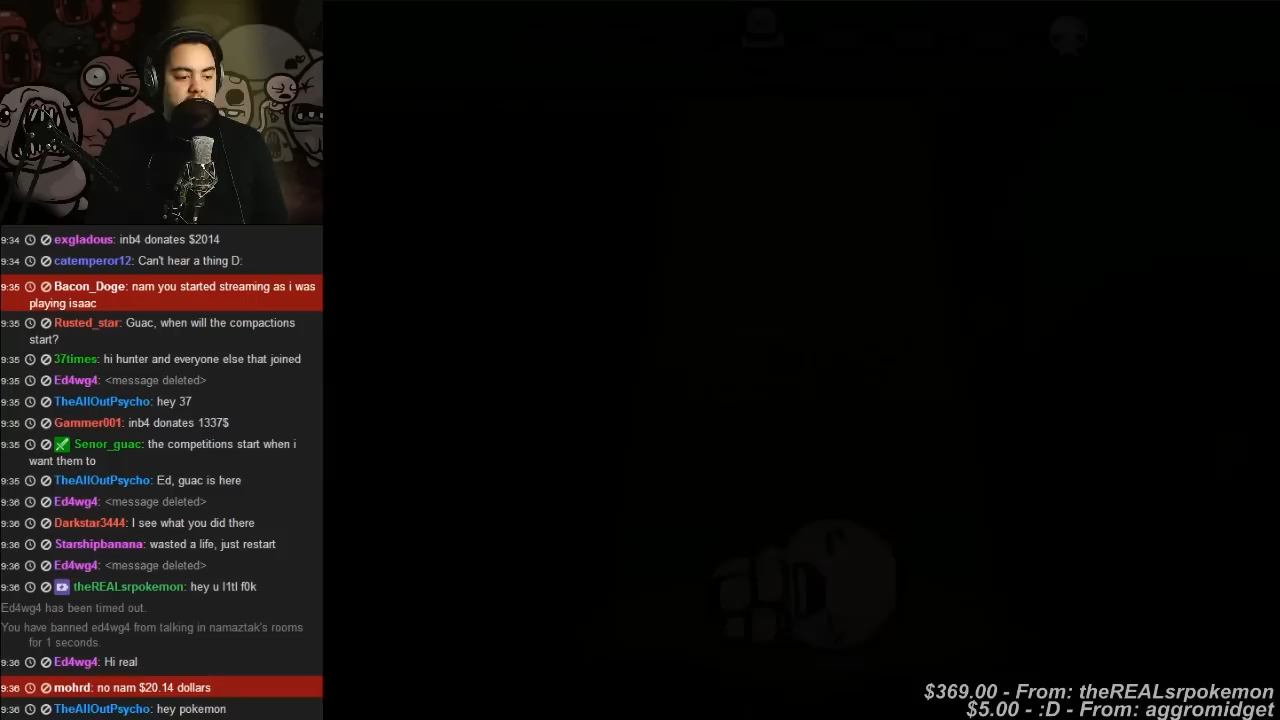 9:34 exgladous: inb4 donates $2014
9:34 catemperor12: Can't hear a thing D:
9:35 Bacon_Doge: nam you started streaming as i was
playing isaac
9:35 Rusted_star: Guac, when will the compactions
start?
9:35 37times: hi hunter and everyone else that joined
9:35 Ed4wg4: <message deleted>
9:35 TheAllOutPsycho: hey 37
9:35 Gammer001: inb4 donates 1337$
9:35 Senor_guac: the competitions start when i
want them to
9:35 TheAllOutPsycho: Ed, guac is here
9:36 Ed4wg4: <message deleted>
9:36 Darkstar3444: I see what you did there
9:36 Starshipbanana: wasted a life, just restart
9:36 Ed4wg4: <message deleted>
9:36 theREALsrpokemon: hey u l1tl f0k
Ed4wg4 has been timed out.
You have banned ed4wg4 from talking in namaztak's rooms
for 1 seconds.
9:36 Ed4wg4: Hi real
9:36 mohrd: no nam $20.14 dollars
9:36 TheAllOutPsycho: hey pokemon
$369.00 - From: theREALsrpokemon
$5.00 - :D - From: aggromidget